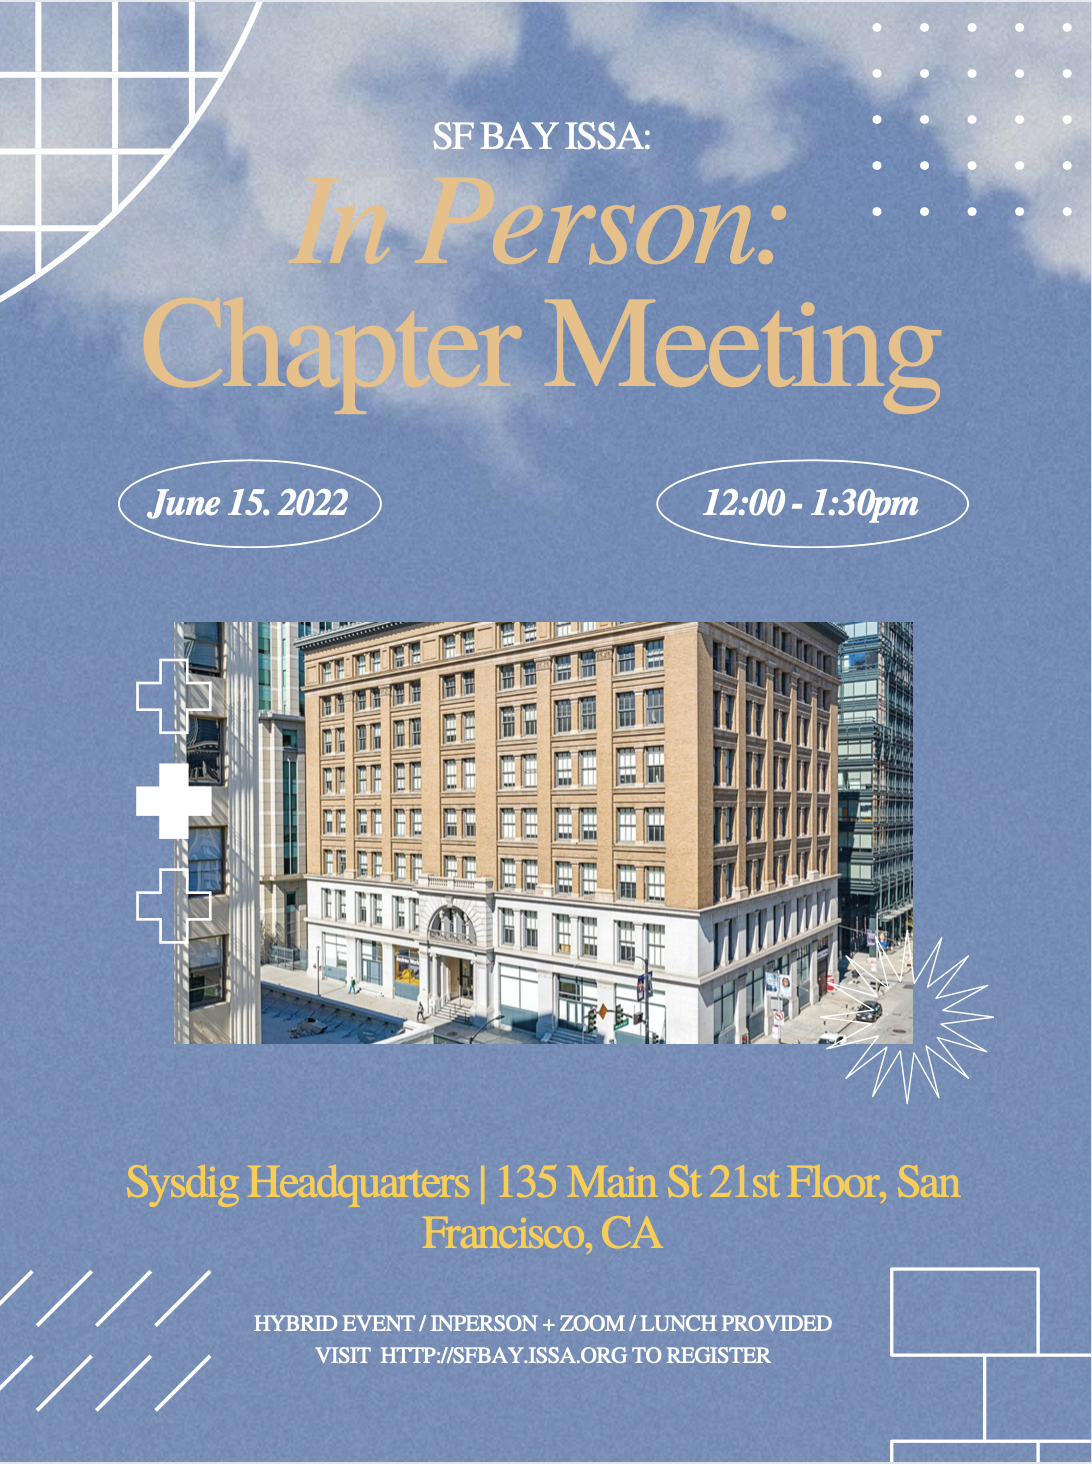 SF BAY ISSA:
In Person:
Chapter Meeting
June 15. 2022
12:00 - 1:30pm
Sysdig Headquarters | 135 Main St 21st Floor, San
Francisco, CA
HYBRID EVENT / INPERSON + ZOOM / LUNCH PROVIDED
VISIT HTTP://SFBAY.ISSA.ORG TO REGISTER